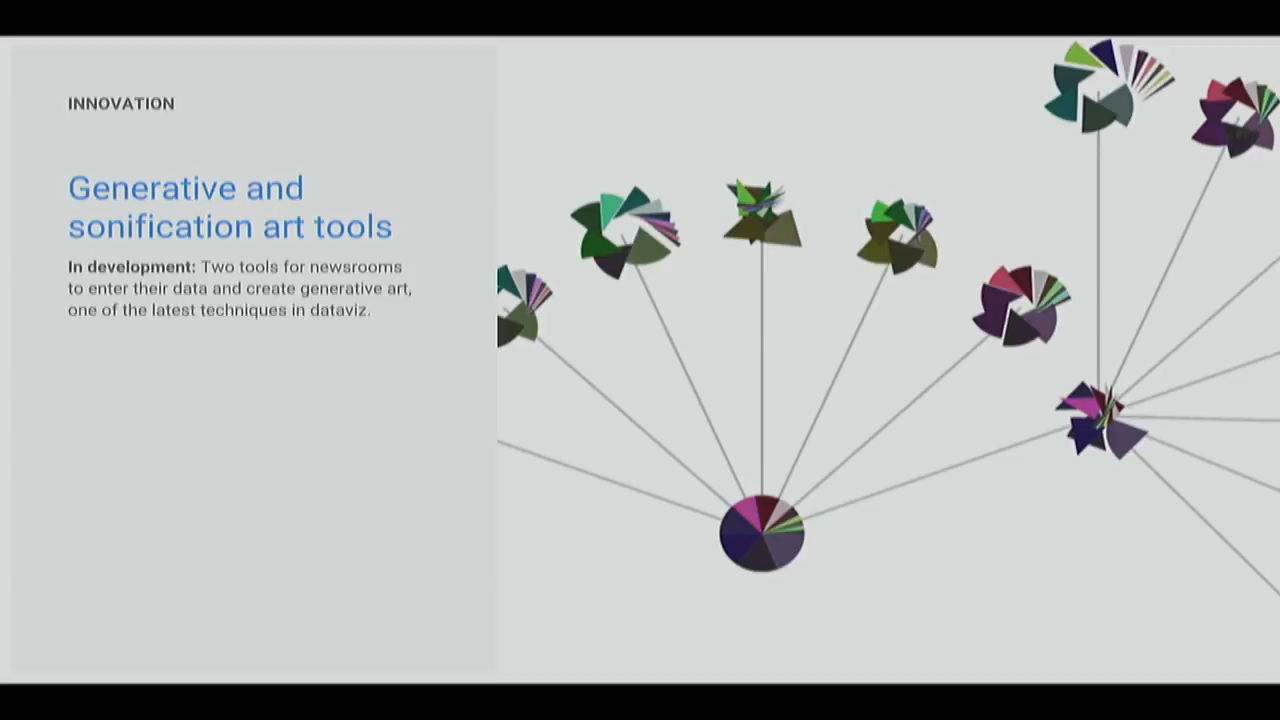 INNOVATION
Generative and
sonification art tools
In development: Two tools for newsrooms
to enter their data and create generative art,
one of the latest techniques in dataviz.